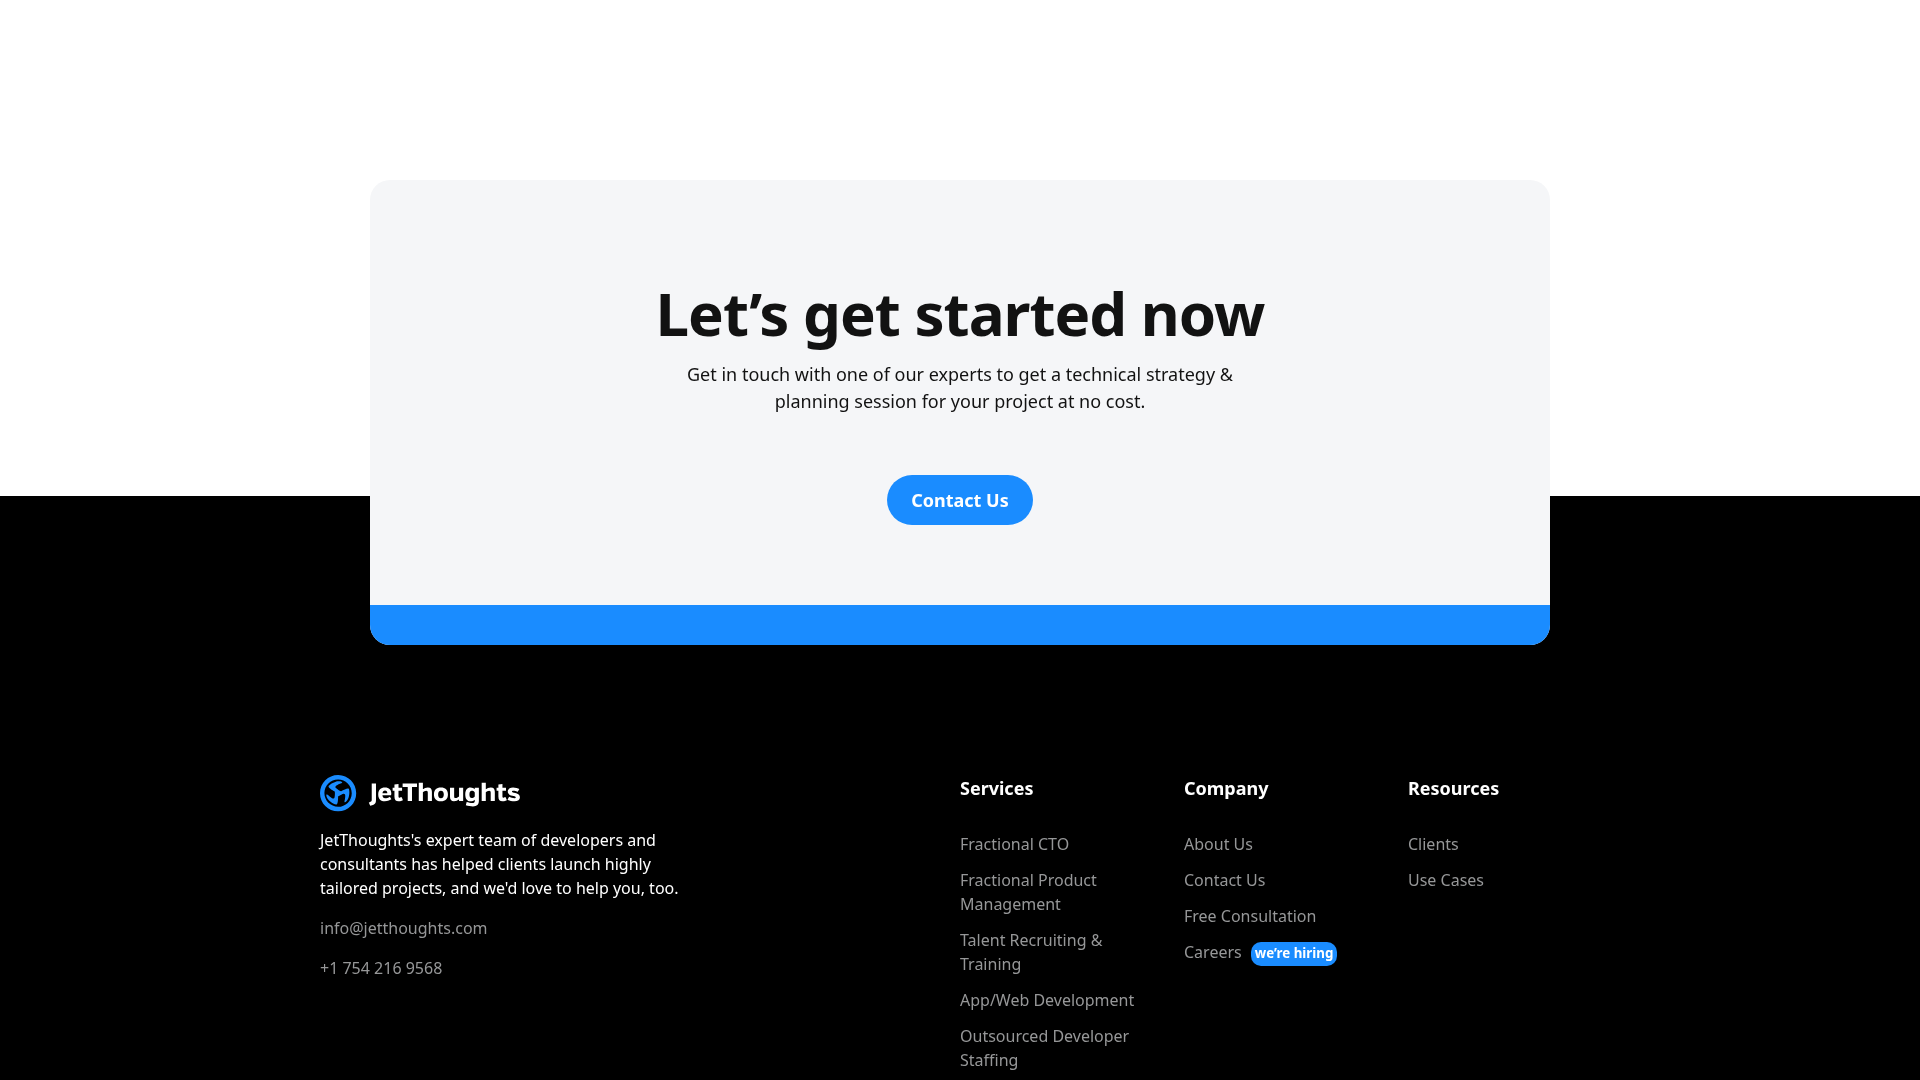 Let’s get started now
Get in touch with one of our experts to get a technical strategy &
planning session for your project at no cost.
Contact Us
JetThoughts
JetThoughts's expert team of developers and
consultants has helped clients launch highly
tailored projects, and we'd love to help you, too.
info@jetthoughts.com
+1 754 216 9568
Services
Fractional CTO
Fractional Product
Management
Talent Recruiting &
Training
App/Web Development
Outsourced Developer
Staffing
Company
About Us
Contact Us
Free Consultation
Careers we’re hiring
Resources
Clients
Use Cases